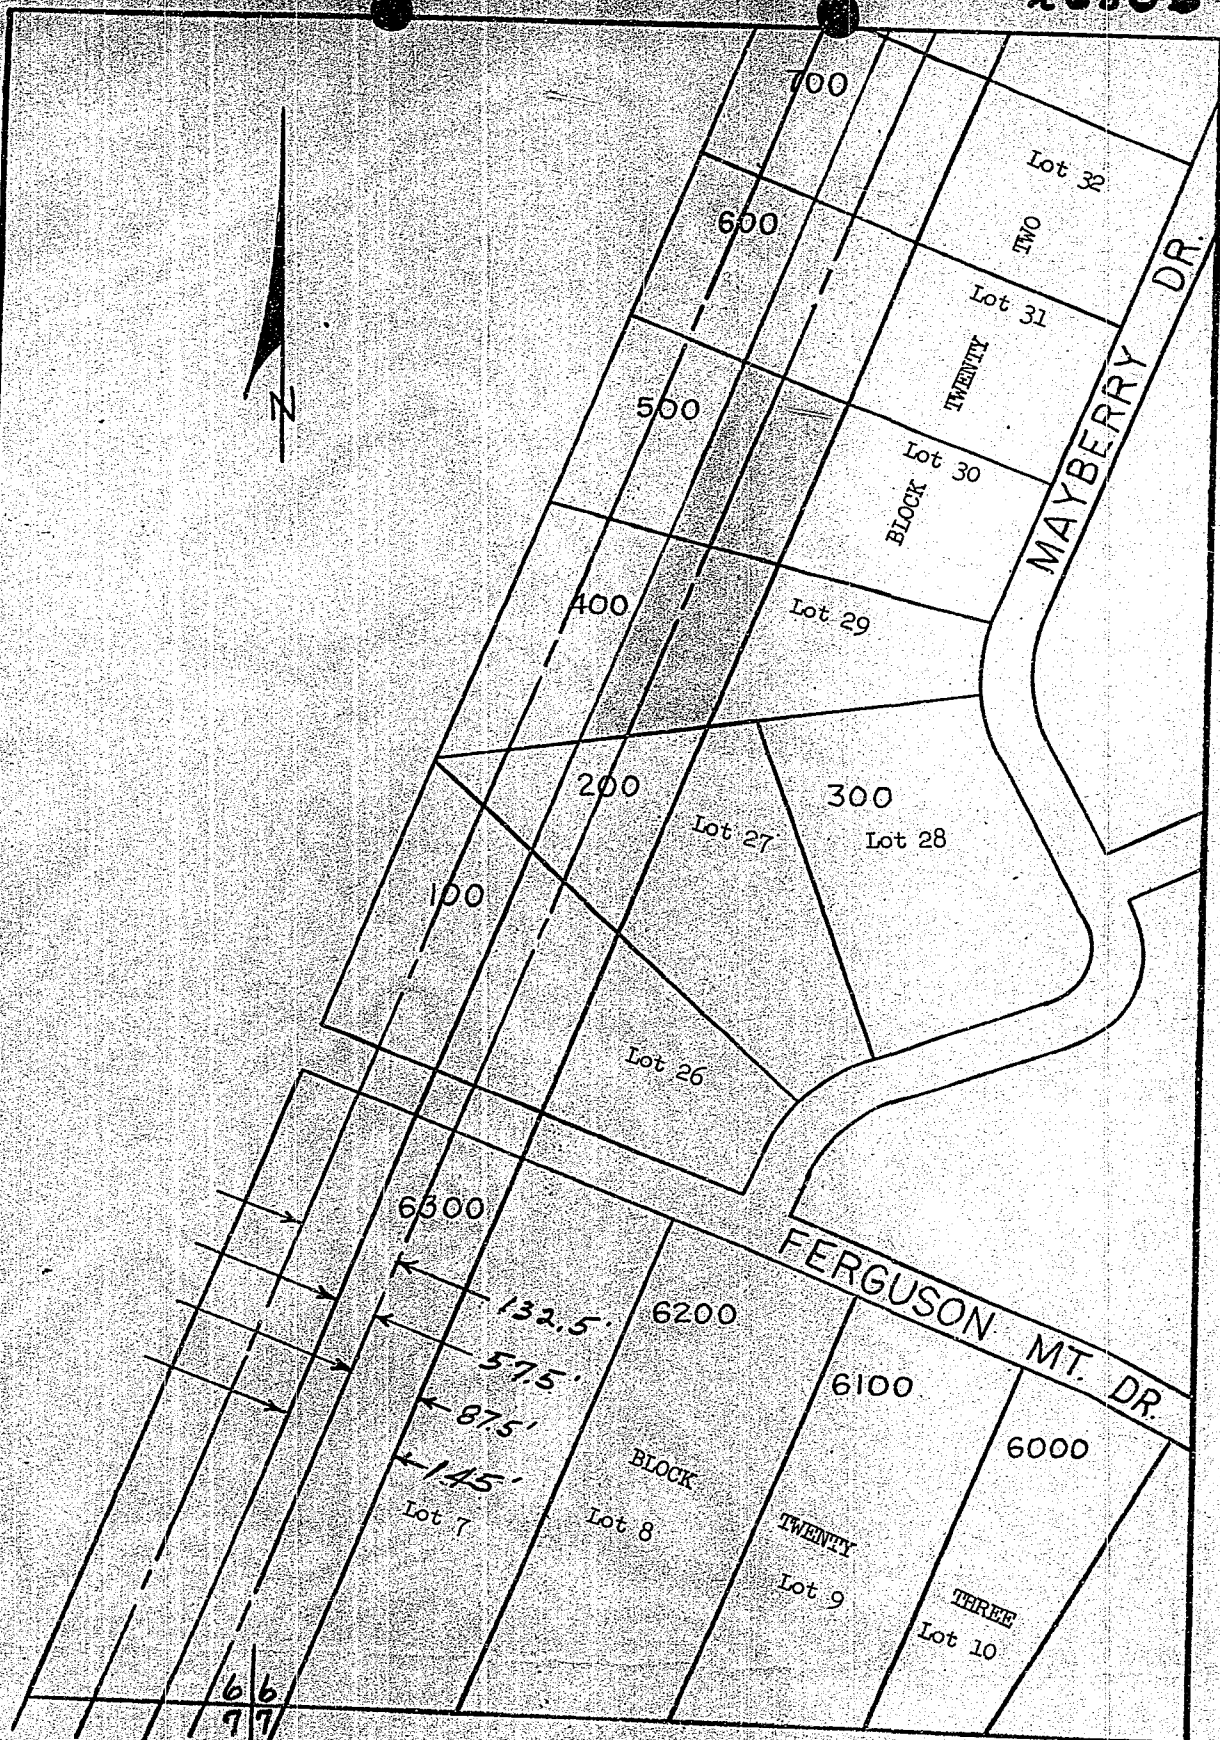 700
Lot 32
TWO
600
DR.
Lot 31
TWENTY
MAYBERRY
N
500
Lot 30
BLOCK
400
Lot 29
200
300
Lot 27
Lot 28
100
Lot 26
6300
FERGUSON MT. DR.
132.5'
6200
57.5'
6100
87.5'
6000
145'
BLOCK
Lot 7
Lot 8
TWENTY
Lot 9
THREE
Lot 10
6 6
7 7